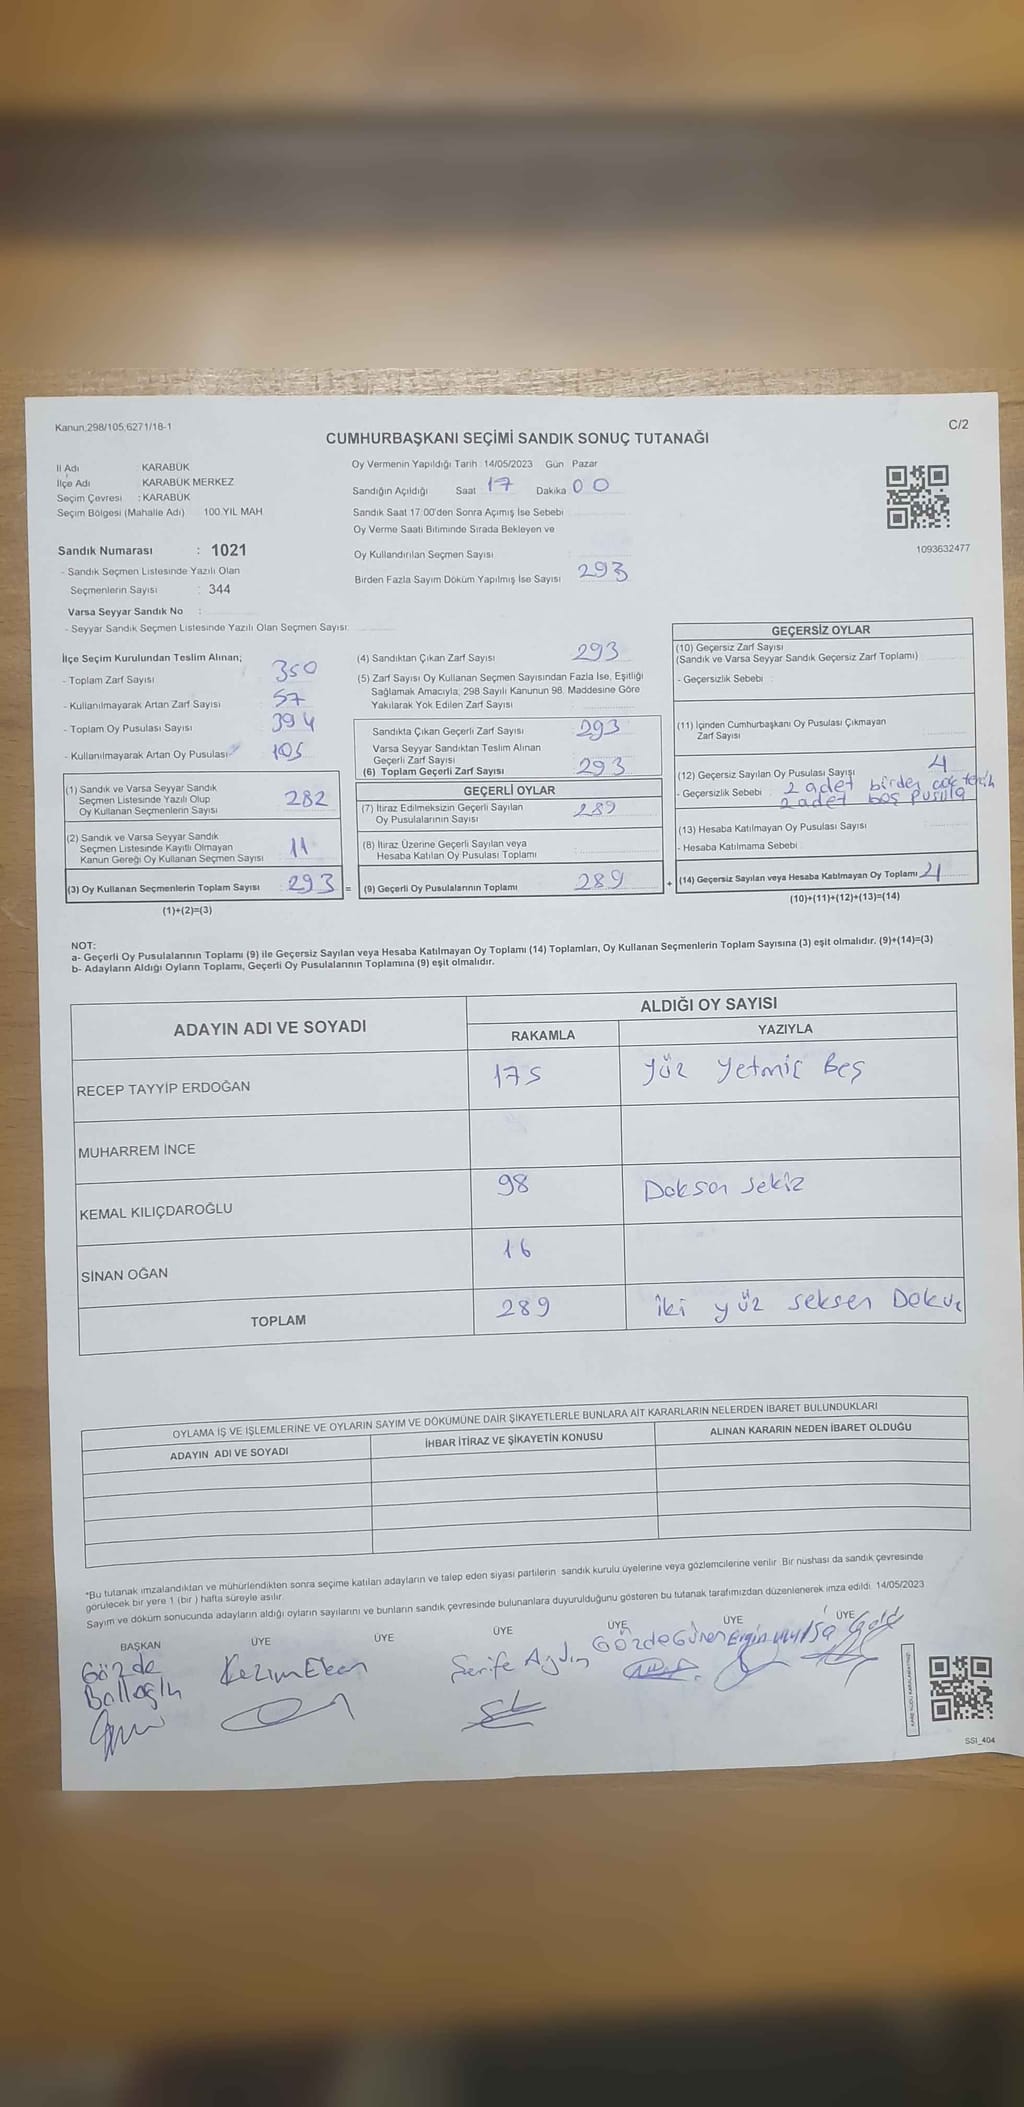 Kanun.298/105,6271/18-1
C/2
CUMHURBAŞKANI SEÇİMİ SANDIK SONUÇ TUTANAĞI
İl Adı : KARABÜK
İlçe Adı : KARABÜK MERKEZ
Seçim Çevresi : KARABÜK
Seçim Bölgesi (Mahalle Adı) 100.YIL MAH
Oy Vermenin Yapıldığı Tarih : 14/05/2023 Gün Pazar
Sandığın Açıldığı Saat 17 Dakika 00
Sandık Saat 17:00'den Sonra Açımış İse Sebebi
Oy Verme Saati Bitiminde Sırada Bekleyen ve
Oy Kullandırılan Seçmen Sayısı :
Birden Fazla Sayım Döküm Yapılmış İse Sayısı 293
1093632477
Sandık Numarası : 1021
- Sandık Seçmen Listesinde Yazılı Olan
Seçmenlerin Sayısı : 344
Varsa Seyyar Sandık No :
- Seyyar Sandık Seçmen Listesinde Yazılı Olan Seçmen Sayısı:
İlçe Seçim Kurulundan Teslim Alınan;
- Toplam Zarf Sayısı 350
- Kullanılmayarak Artan Zarf Sayısı 57
- Toplam Oy Pusulası Sayısı 394
- Kullanılmayarak Artan Oy Pusulası 105
(1) Sandık ve Varsa Seyyar Sandık
Seçmen Listesinde Yazılı Olup
Oy Kullanan Seçmenlerin Sayısı 282
(2) Sandık ve Varsa Seyyar Sandık
Seçmen Listesinde Kayıtlı Olmayan
Kanun Gereği Oy Kullanan Seçmen Sayısı 11
(3) Oy Kullanan Seçmenlerin Toplam Sayısı : 293 =
(1)+(2)=(3)
(4) Sandıktan Çıkan Zarf Sayısı 293
(5) Zarf Sayısı Oy Kullanan Seçmen Sayısından Fazla İse, Eşitliği
Sağlamak Amacıyla; 298 Sayılı Kanunun 98. Maddesine Göre
Yakılarak Yok Edilen Zarf Sayısı
Sandıkta Çıkan Geçerli Zarf Sayısı 293
Varsa Seyyar Sandıktan Teslim Alınan
Geçerli Zarf Sayısı
(6) Toplam Geçerli Zarf Sayısı 293
GEÇERLİ OYLAR
(7) İtiraz Edilmeksizin Geçerli Sayılan
Oy Pusulalarının Sayısı 289
(8) İtiraz Üzerine Geçerli Sayılan veya
Hesaba Katılan Oy Pusulası Toplamı
(9) Geçerli Oy Pusulalarının Toplamı 289 +
GEÇERSİZ OYLAR
(10) Geçersiz Zarf Sayısı
(Sandık ve Varsa Seyyar Sandık Geçersiz Zarf Toplamı)
- Geçersizlik Sebebi :
(11) İçinden Cumhurbaşkanı Oy Pusulası Çıkmayan
Zarf Sayısı
(12) Geçersiz Sayılan Oy Pusulası Sayısı 4
- Geçersizlik Sebebi : 2 adet birden çok tercih
2 adet boş pusula
(13) Hesaba Katılmayan Oy Pusulası Sayısı
- Hesaba Katılmama Sebebi :
(14) Geçersiz Sayılan veya Hesaba Katılmayan Oy Toplamı 4
(10)+(11)+(12)+(13)=(14)
NOT:
a- Geçerli Oy Pusulalarının Toplamı (9) ile Geçersiz Sayılan veya Hesaba Katılmayan Oy Toplamı (14) Toplamları, Oy Kullanan Seçmenlerin Toplam Sayısına (3) eşit olmalıdır. (9)+(14)=(3)
b- Adayların Aldığı Oyların Toplamı, Geçerli Oy Pusulalarının Toplamına (9) eşit olmalıdır.
ADAYIN ADI VE SOYADI
ALDIĞI OY SAYISI
RAKAMLA
YAZIYLA
RECEP TAYYİP ERDOĞAN 175 Yüz Yetmiş Beş
MUHARREM İNCE
KEMAL KILIÇDAROĞLU 98 Doksan Sekiz
SİNAN OĞAN 16
TOPLAM 289 iki yüz seksen Doku
OYLAMA İŞ VE İŞLEMLERİNE VE OYLARIN SAYIM VE DÖKÜMÜNE DAİR ŞİKAYETLERLE BUNLARA AİT KARARLARIN NELERDEN İBARET BULUNDUKLARI
ADAYIN ADI VE SOYADI
İHBAR İTİRAZ VE ŞİKAYETİN KONUSU
ALINAN KARARIN NEDEN İBARET OLDUĞU
*Bu tutanak imzalandıktan ve mühürlendikten sonra seçime katılan adayların ve talep eden siyasi partilerin sandık kurulu üyelerine veya gözlemcilerine verilir. Bir nüshası da sandık çevresinde
görülecek bir yere 1 (bir ) hafta süreyle asılır.
Sayım ve döküm sonucunda adayların aldığı oyların sayılarını ve bunların sandık çevresinde bulunanlara duyurulduğunu gösteren bu tutanak tarafımızdan düzenlenerek imza edildi. 14/05/2023
BAŞKAN ÜYE ÜYE ÜYE ÜYE ÜYE ÜYE
Gözde
Kezım Şerife Aydın Gözde Güren Ergin
SSI_404